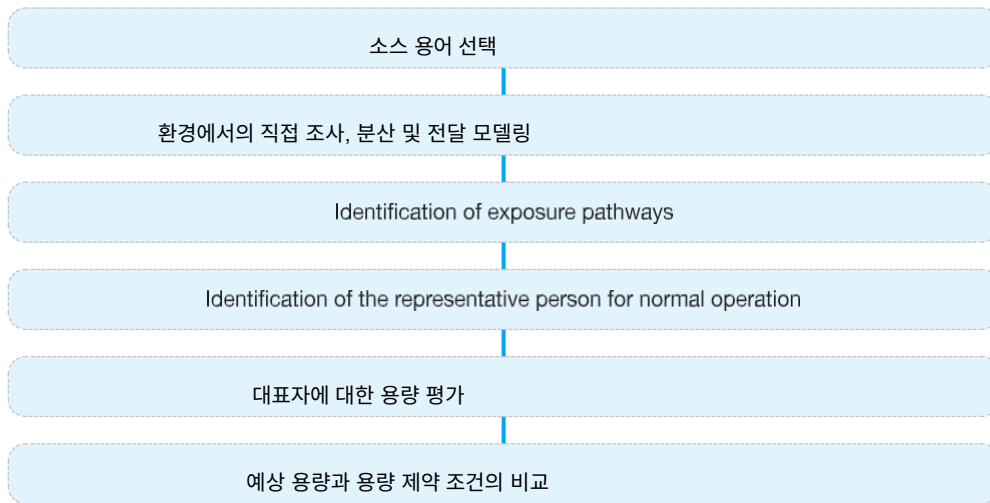 소스 용어 선택
환경에서의 직접 조사, 분산 및 전달 모델링
Identification of exposure pathways
Identification of the representative person for normal operation
대표자에 대한 용량 평가
예상 용량과 용량 제약 조건의 비교